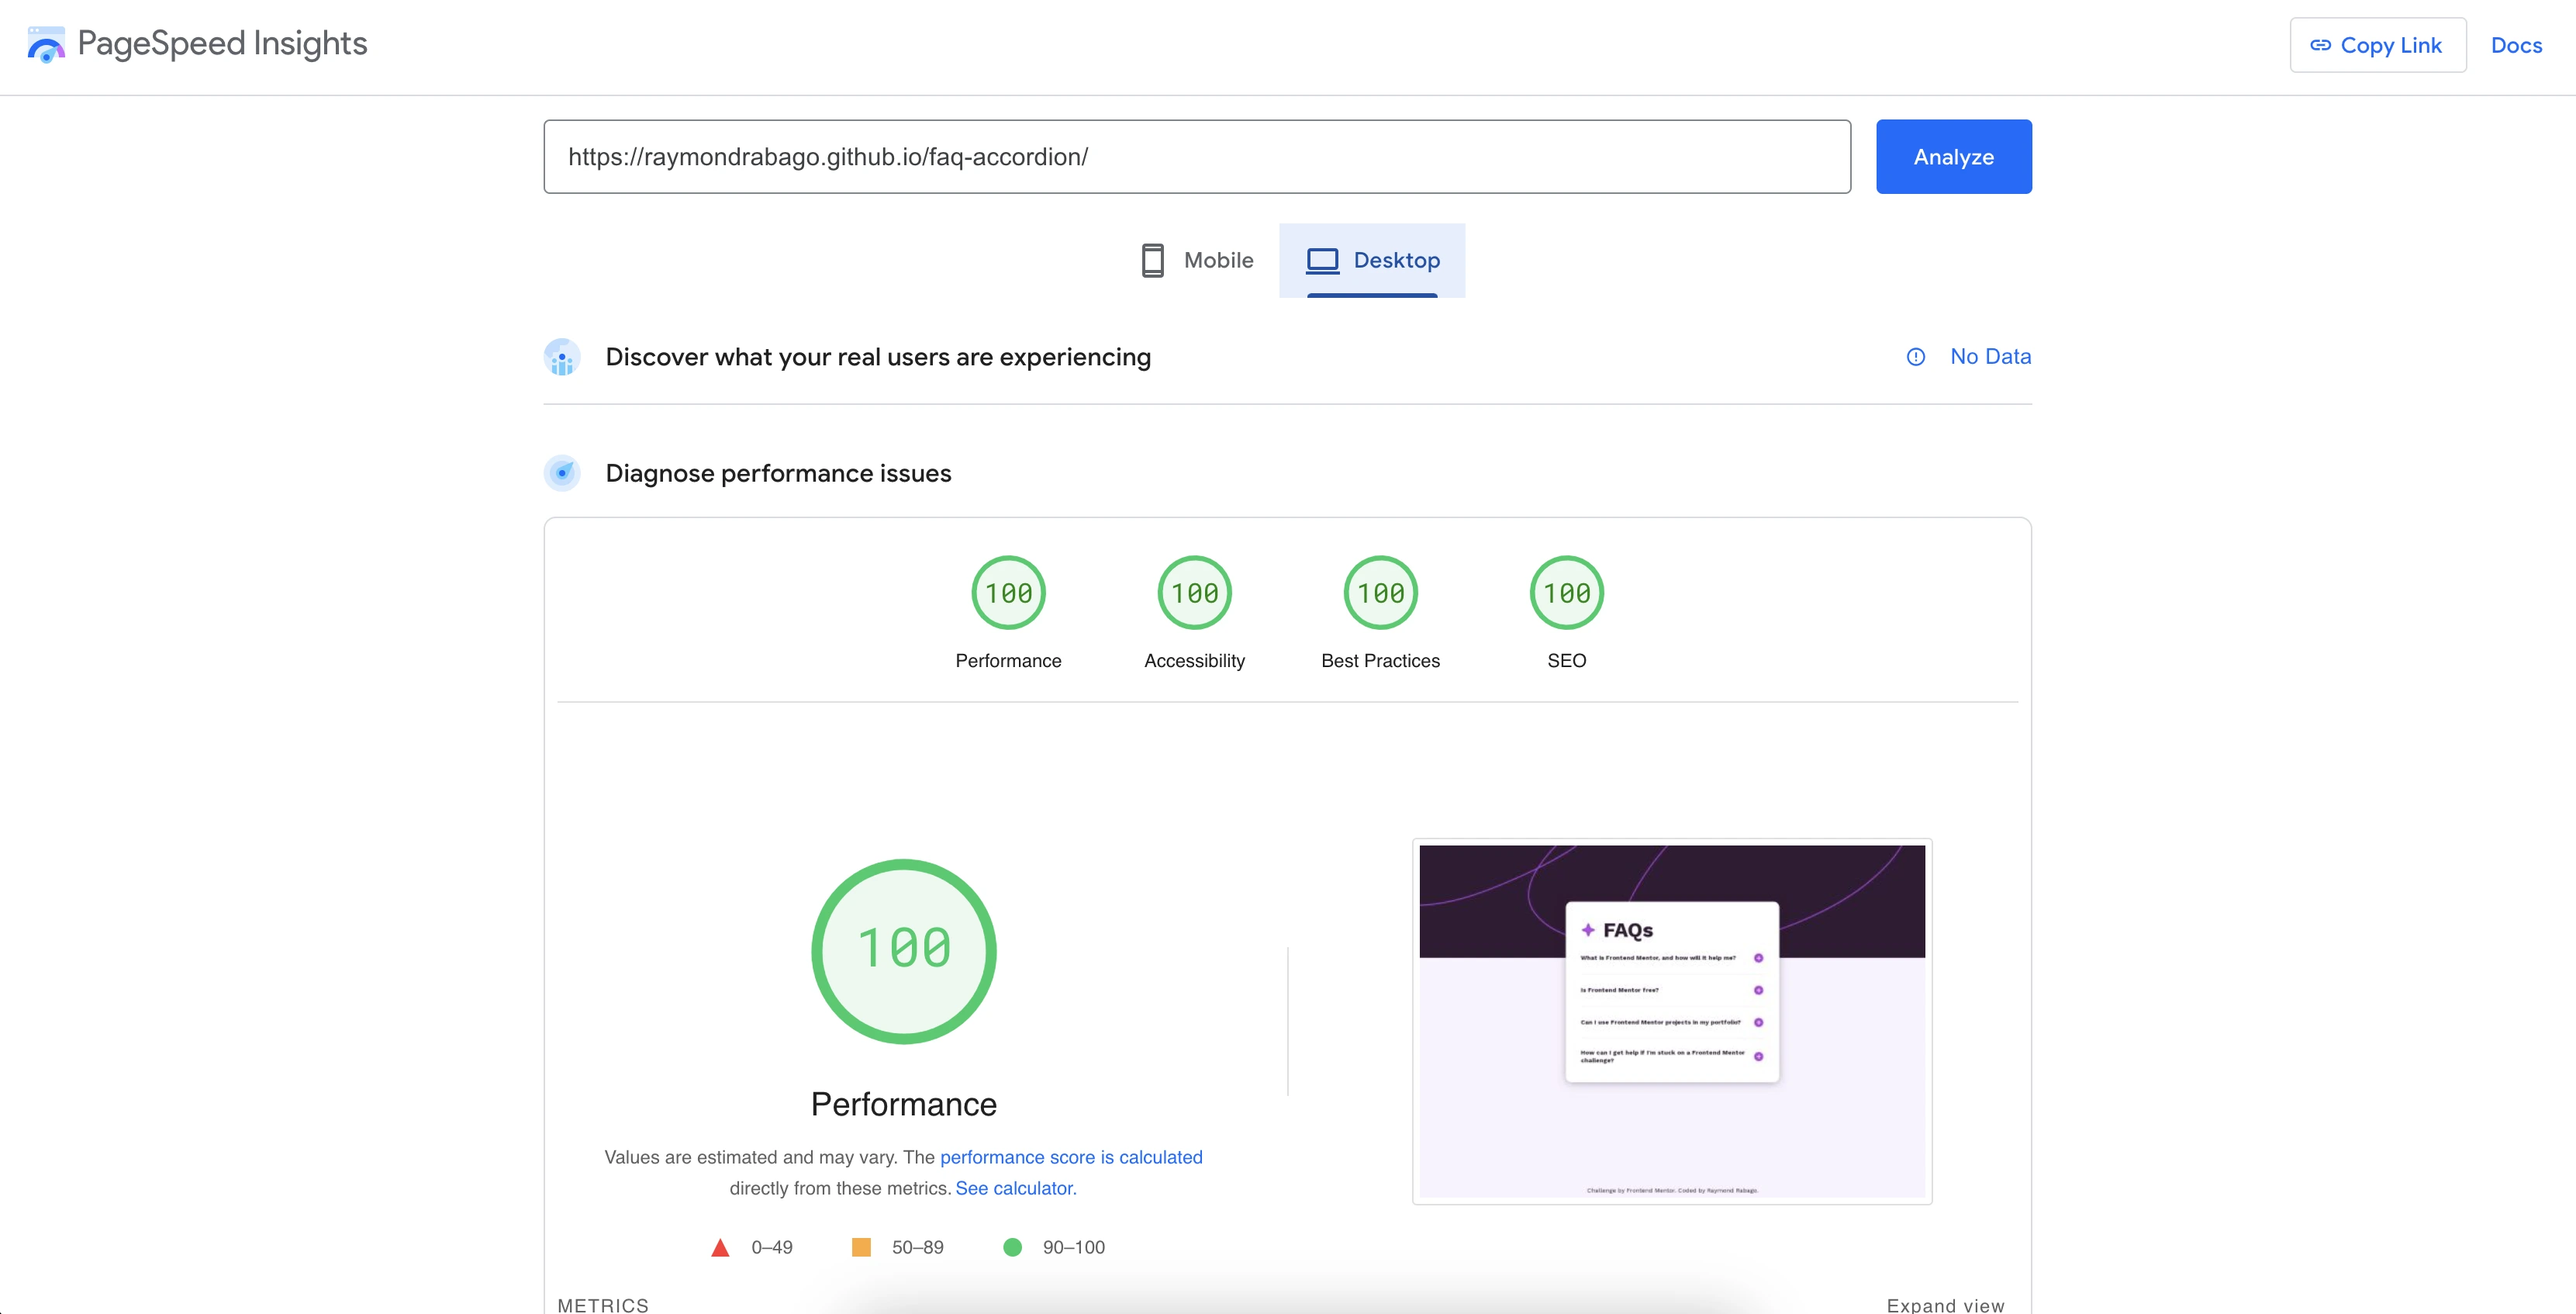 PageSpeed Insights
Copy Link
Docs
https://raymondrabago.github.io/faq-accordion/
Analyze
Mobile
Desktop
Discover what your real users are experiencing
No Data
Diagnose performance issues
100
100
100
100
Performance
Accessibility
Best Practices
SEO
100
Performance
Values are estimated and may vary. The performance score is calculated
directly from these metrics. See calculator.
0–49
50–89
90–100
FAQs
What is Frontend Mentor, and how will it help me?
Is Frontend Mentor free?
Can I use Frontend Mentor projects in my portfolio?
How can I get help if I'm stuck on a Frontend Mentor
challenge?
Challenge by Frontend Mentor. Coded by Raymond Rabago.
METRICS
Expand view